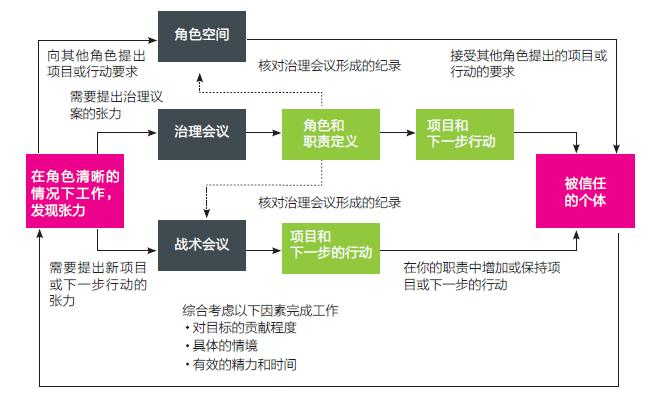 角色空间
向其他角色提出
项目或行动要求
核对治理会议形成的纪录
接受其他角色提出的项目或
行动的要求
需要提出治理议
案的张力
治理会议
角色和
职责定义
项目和
下一步行动
在角色清晰的
情况下工作，
发现张力
被信任
的个体
核对治理会议形成的纪录
战术会议
项目和
下一步的行动
需要提出新项目
或下一步行动的
张力
在你的职责中增加或保持项
目或下一步的行动
综合考虑以下因素完成工作
•对目标的贡献程度
•具体的情境
•有效的精力和时间